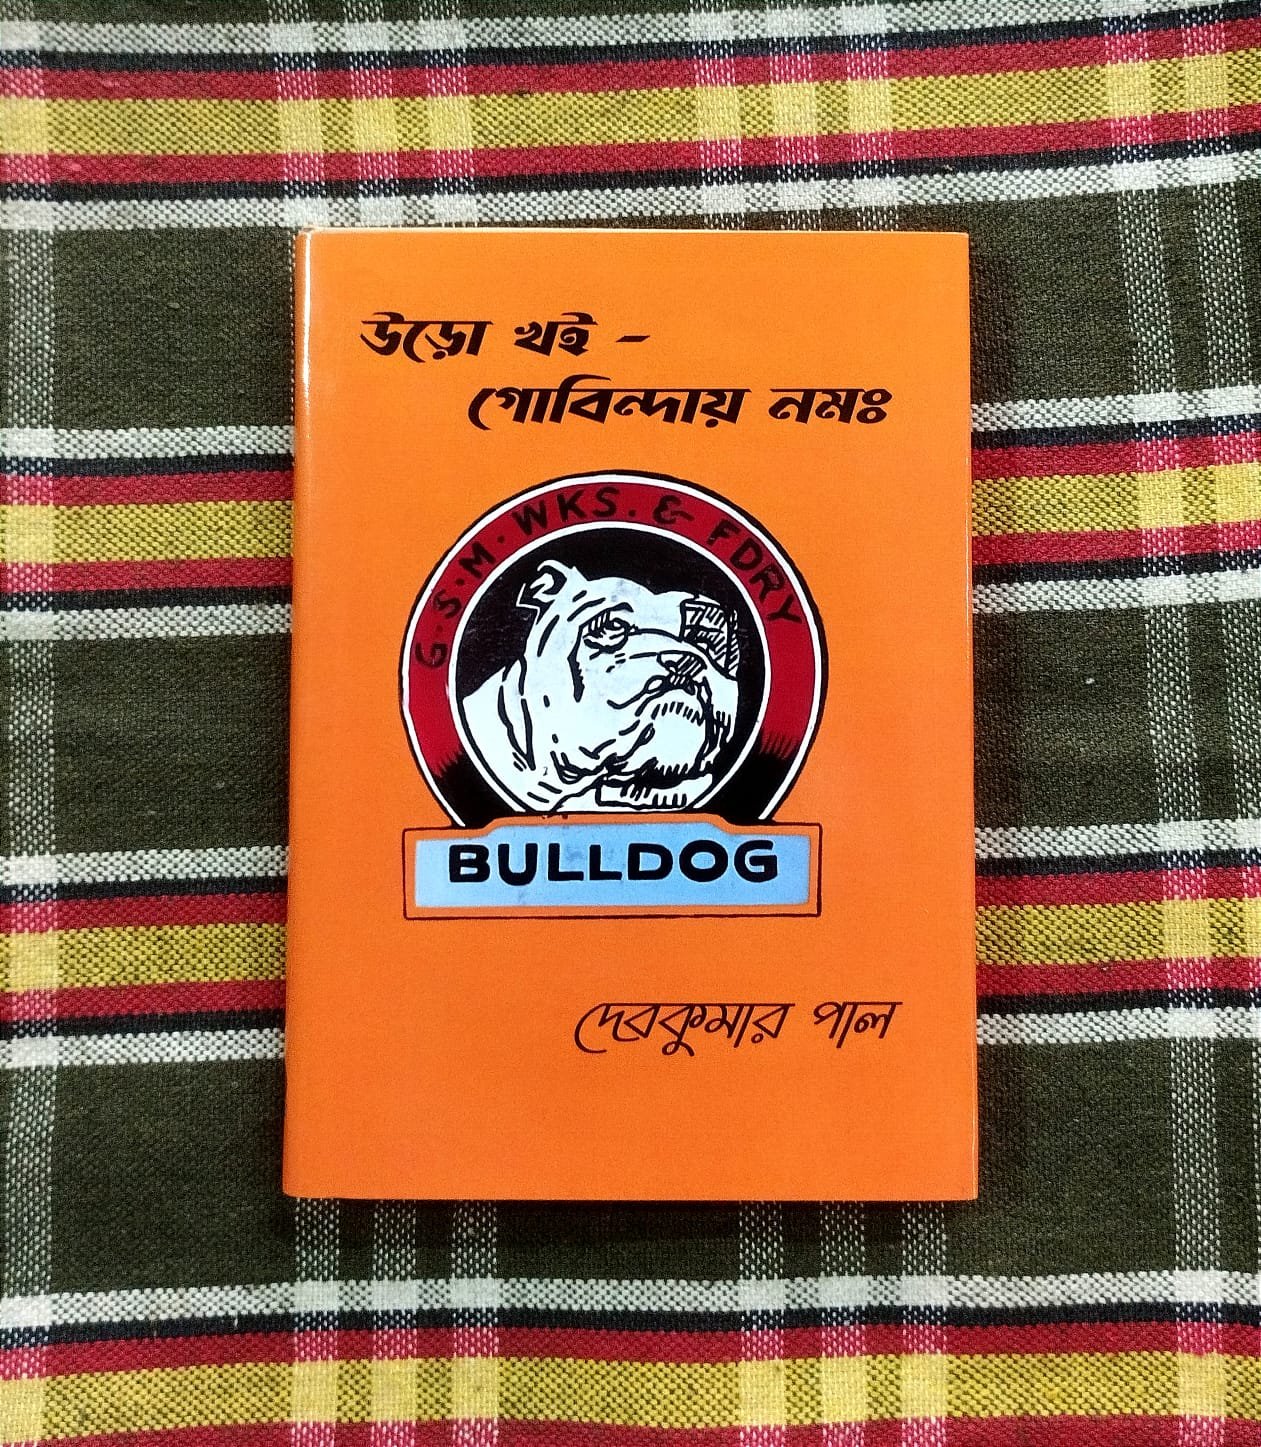 উড়ো খই -
গোবিন্দায় নমঃ
G.S.M. WKS. & FDRY
BULLDOG
দেবকুমার পাল